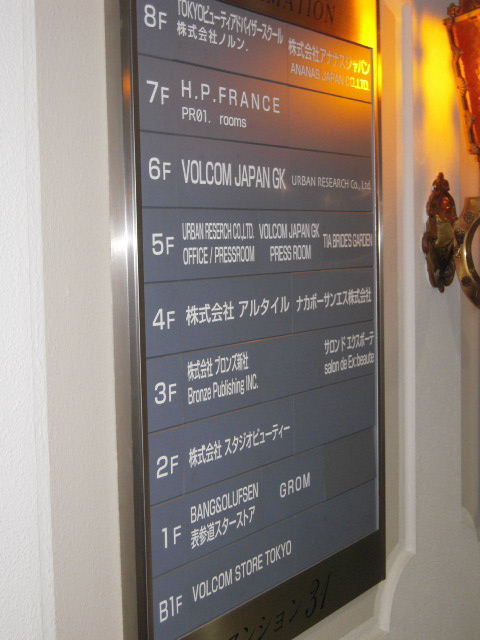 MATION
8F TOKYOビューティアドバイザースクール
株式会社ノルン. 株式会社アナナスジャパン
ANANAS JAPAN CO.,LTD.
7F H.P.FRANCE
PR01. rooms
6F VOLCOM JAPAN GK URBAN RESEARCH Co., Ltd.
5F URBAN RESERCH CO.,LTD. VOLCOM JAPAN GK TIA BRIDE'S GARDEN
OFFICE / PRESSROOM PRESS ROOM
4F 株式会社 アルタイル ナカボーサンエス株式会社
3F 株式会社 ブロンズ新社 サロンド エクスボーテ
Bronze Publishing INC. salon de Ex:beaute
2F 株式会社 スタジオビューティー
1F BANG&OLUFSEN GROM
表参道スターストア
B1F VOLCOM STORE TOKYO
ンション 31